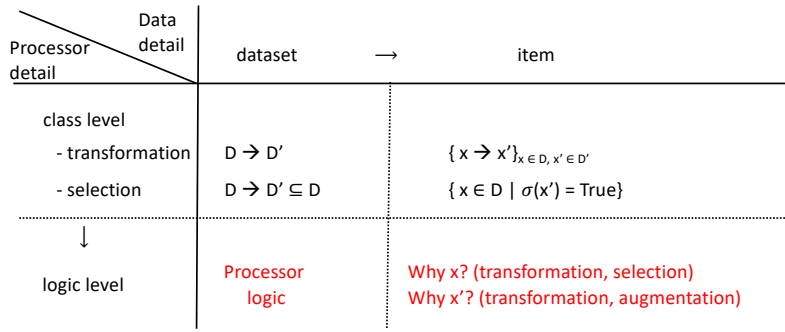 Data
detail
Processor
detail
dataset → item
class level
- transformation D → D' { x → x'}x ∈ D, x' ∈ D'
- selection D → D' ⊆ D { x ∈ D | σ(x') = True}
↓
logic level
Processor
logic
Why x? (transformation, selection)
Why x'? (transformation, augmentation)